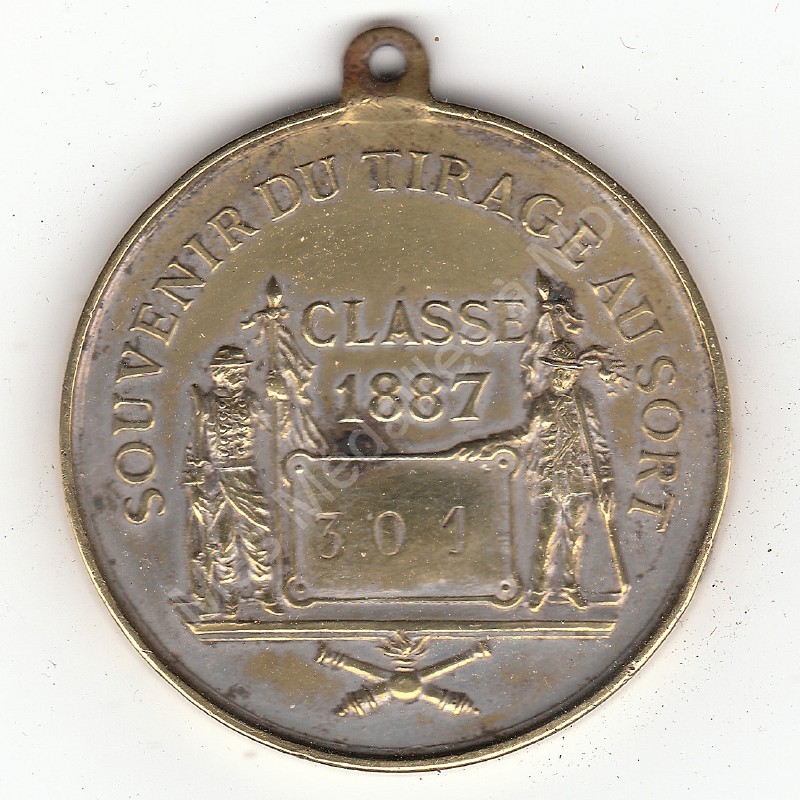 SOUVENIR DU TIRAGE AU SORT
CLASSE
1887
301